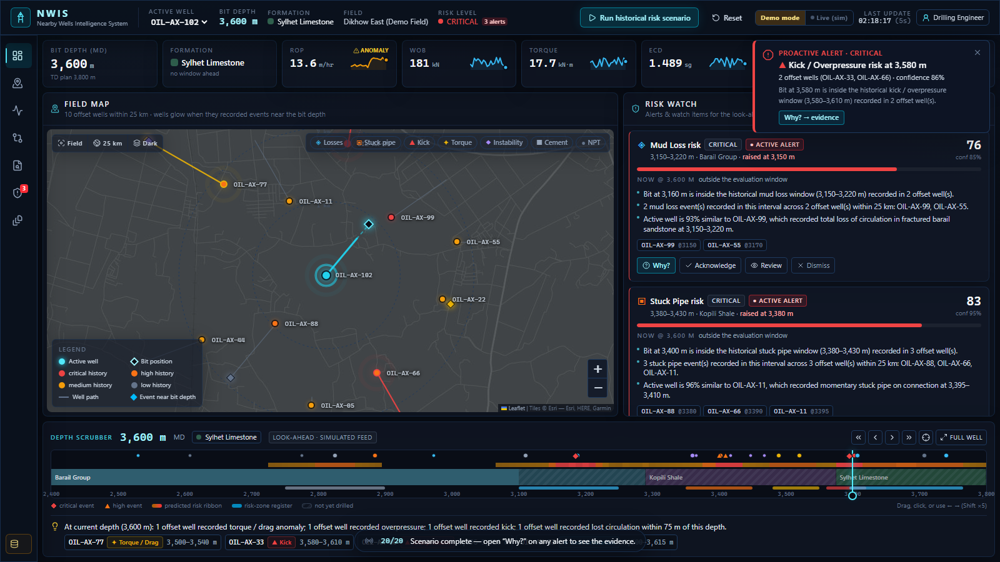 NWIS
Nearby Wells Intelligence System
ACTIVE WELL
OIL-AX-102
BIT DEPTH
3,600 m
FORMATION
Sylhet Limestone
FIELD
Dikhow East (Demo Field)
RISK LEVEL
CRITICAL 3 alerts
Run historical risk scenario
Reset
Demo mode
Live (sim)
LAST UPDATE
02:18:17 (5s)
Drilling Engineer
3
BIT DEPTH (MD)
3,600 m
TD plan 3,800 m
FORMATION
Sylhet Limestone
no window ahead
ROP
ANOMALY
13.6 m/hr
WOB
181 kN
TORQUE
17.7 kN·m
ECD
1.489 sg
PROACTIVE ALERT · CRITICAL
Kick / Overpressure risk at 3,580 m
2 offset wells (OIL-AX-33, OIL-AX-66) · confidence 86%
Bit at 3,580 m is inside the historical kick / overpressure
window (3,580–3,610 m) recorded in 2 offset well(s).
Why? → evidence
FIELD MAP
10 offset wells within 25 km · wells glow when they recorded events near the bit depth
Field
25 km
Dark
Losses
Stuck pipe
Kick
Torque
Instability
Cement
NPT
OIL-AX-77
OIL-AX-11
OIL-AX-99
OIL-AX-55
OIL-AX-102
OIL-AX-22
OIL-AX-88
OIL-AX-44
OIL-AX-66
OIL-AX-05
LEGEND
Active well
Bit position
critical history
high history
medium history
low history
Well path
Event near bit depth
+
−
Leaflet | Tiles © Esri — Esri, HERE, Garmin
RISK WATCH
Alerts & watch items for the look-a
Mud Loss risk CRITICAL ACTIVE ALERT
76
3,150–3,220 m · Barail Group · raised at 3,150 m
conf 85%
NOW @ 3,600 M outside the evaluation window
Bit at 3,160 m is inside the historical mud loss window (3,150–3,220 m) recorded in 2 offset well(s).
2 mud loss event(s) recorded in this interval across 2 offset well(s) within 25 km: OIL-AX-99, OIL-AX-55.
Active well is 93% similar to OIL-AX-99, which recorded total loss of circulation in fractured barail
sandstone at 3,150–3,220 m.
OIL-AX-99 @3150
OIL-AX-55 @3170
Why?
Acknowledge
Review
Dismiss
Stuck Pipe risk CRITICAL ACTIVE ALERT
83
3,380–3,430 m · Kopili Shale · raised at 3,380 m
conf 95%
NOW @ 3,600 M outside the evaluation window
Bit at 3,400 m is inside the historical stuck pipe window (3,380–3,430 m) recorded in 3 offset well(s).
3 stuck pipe event(s) recorded in this interval across 3 offset well(s) within 25 km: OIL-AX-88, OIL-AX-66,
OIL-AX-11.
Active well is 96% similar to OIL-AX-11, which recorded momentary stuck pipe on connection at 3,395–
3,410 m.
OIL-AX-88 @3380
OIL-AX-66 @3390
OIL-AX-11 @3395
DEPTH SCRUBBER
3,600 m MD
Sylhet Limestone
LOOK-AHEAD · SIMULATED FEED
FULL WELL
Barail Group
Kopili Shale
Sylhet Limestone
2,400 2,500 2,600 2,700 2,800 2,900 3,000 3,100 3,200 3,300 3,400 3,500 3,600 3,700 3,800
critical event
high event
predicted risk ribbon
risk-zone register
not yet drilled
Drag, click, or use ← → (Shift ×5)
At current depth (3,600 m): 1 offset well recorded torque / drag anomaly; 1 offset well recorded overpressure; 1 offset well recorded kick; 1 offset well recorded lost circulation within 75 m of this depth.
OIL-AX-77 Torque / Drag 3,500–3,540 m
OIL-AX-33 Kick 3,580–3,610 m
20/20 Scenario complete — open "Why?" on any alert to see the evidence.
–3,615 m